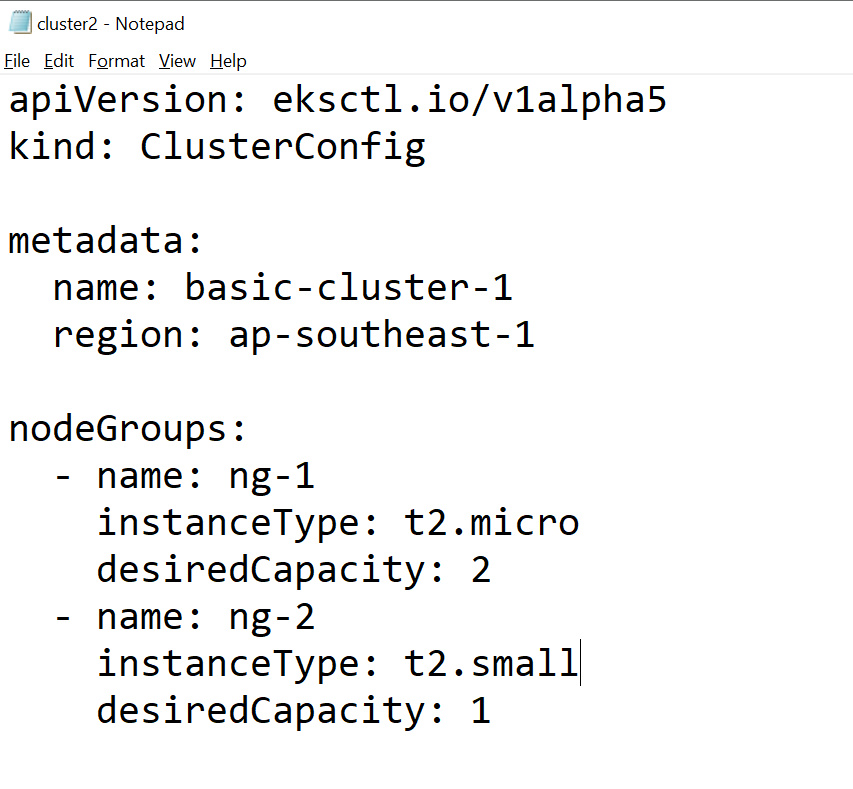 cluster2 - Notepad
File Edit Format View Help
apiVersion: eksctl.io/v1alpha5
kind: ClusterConfig

metadata:
  name: basic-cluster-1
  region: ap-southeast-1

nodeGroups:
  - name: ng-1
    instanceType: t2.micro
    desiredCapacity: 2
  - name: ng-2
    instanceType: t2.small
    desiredCapacity: 1